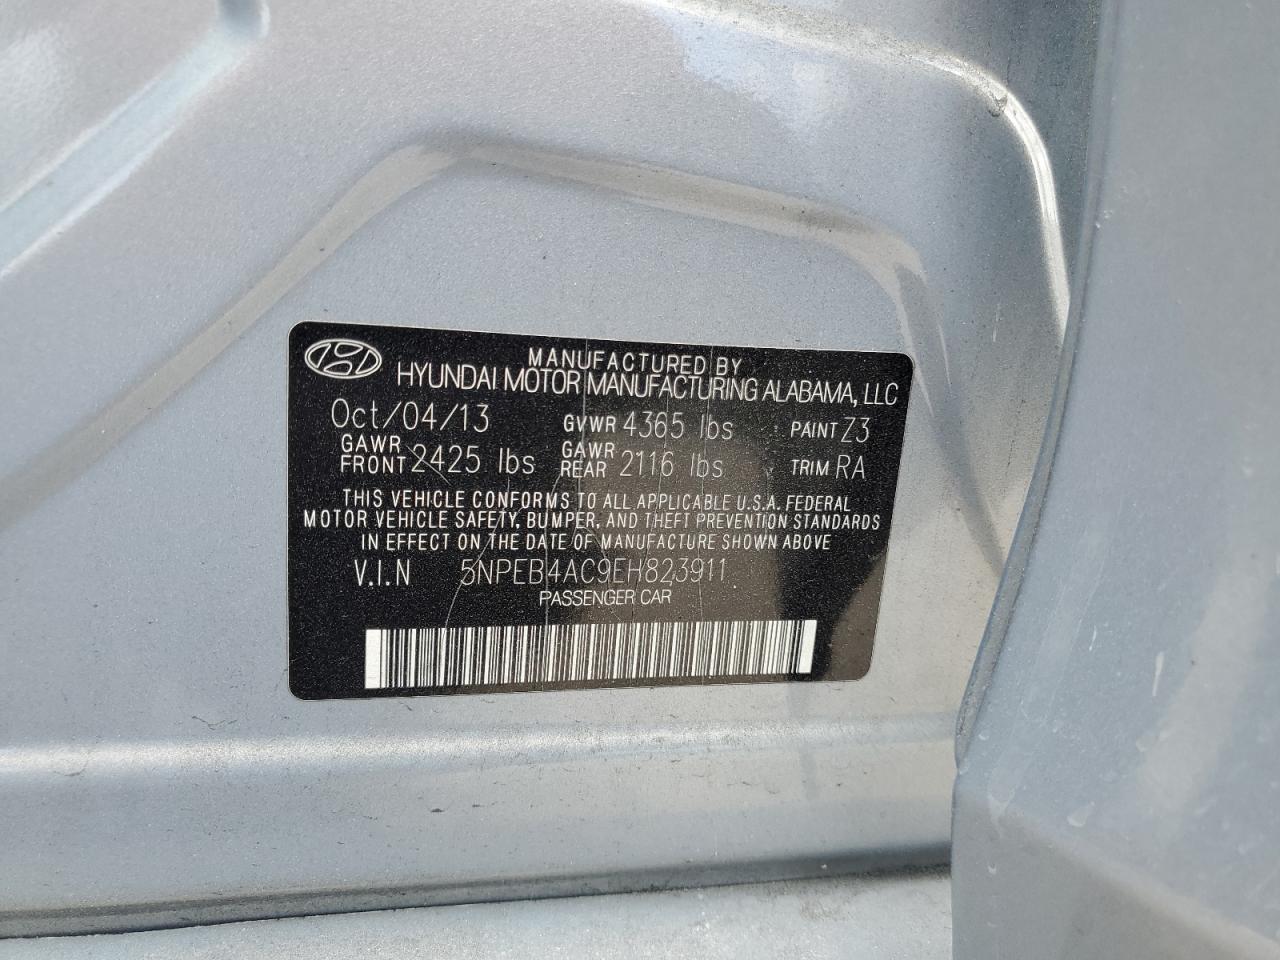 MANUFACTURED BY
HYUNDAI MOTOR MANUFACTURING ALABAMA, LLC
Oct/04/13 GVWR 4365 lbs PAINT Z3
GAWR FRONT 2425 lbs GAWR REAR 2116 lbs TRIM RA
THIS VEHICLE CONFORMS TO ALL APPLICABLE U.S.A. FEDERAL
MOTOR VEHICLE SAFETY, BUMPER, AND THEFT PREVENTION STANDARDS
IN EFFECT ON THE DATE OF MANUFACTURE SHOWN ABOVE
V.I.N 5NPEB4AC9EH823911
PASSENGER CAR